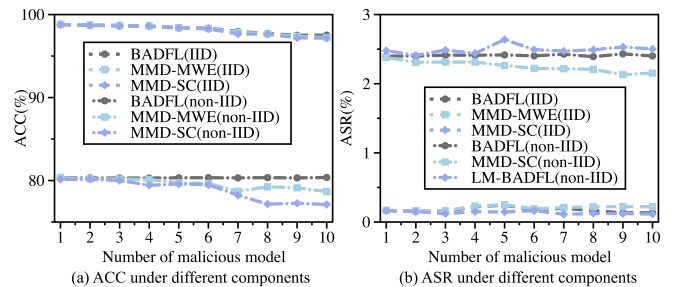 100
90
80
ACC(%)
BADFL(IID)
MMD-MWE(IID)
MMD-SC(IID)
BADFL(non-IID)
MMD-MWE(non-IID)
MMD-SC(non-IID)
1 2 3 4 5 6 7 8 9 10
Number of malicious model
(a) ACC under different components
3
2
1
0
ASR(%)
BADFL(IID)
MMD-MWE(IID)
MMD-SC(IID)
BADFL(non-IID)
MMD-SC(non-IID)
LM-BADFL(non-IID)
1 2 3 4 5 6 7 8 9 10
Number of malicious model
(b) ASR under different components